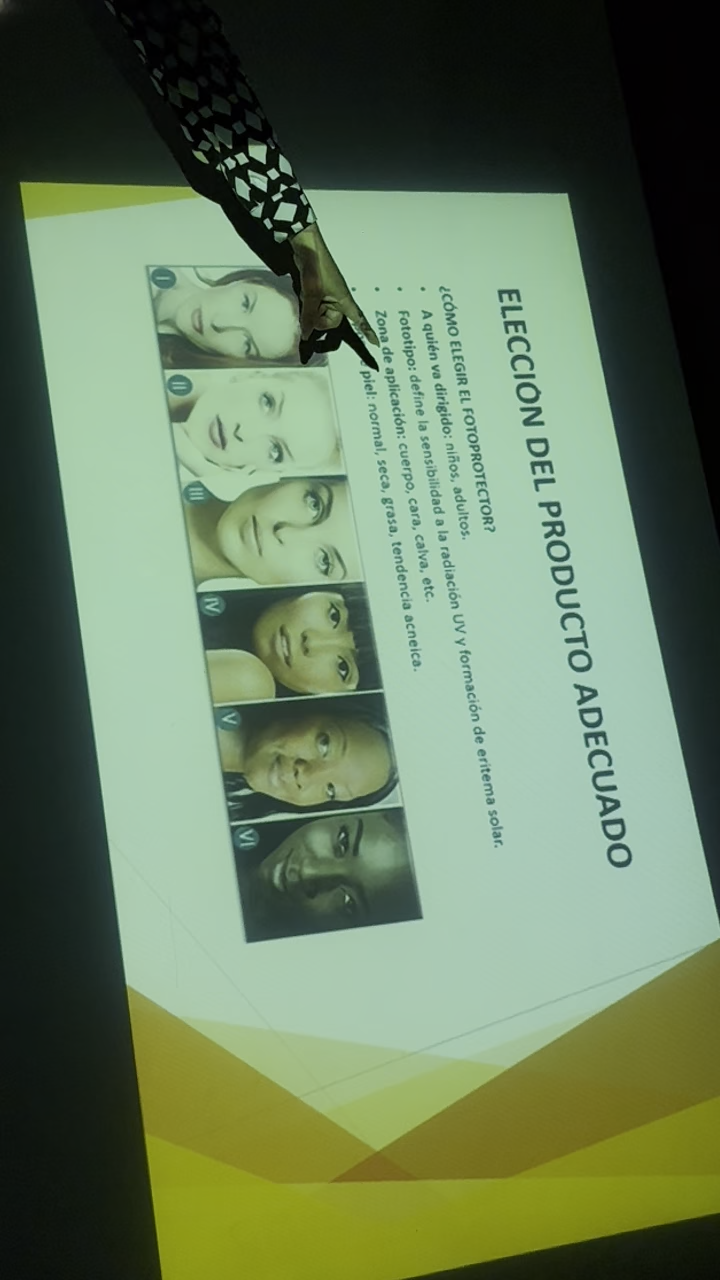 ELECCIÓN DEL PRODUCTO ADECUADO
¿CÓMO ELEGIR EL FOTOPROTECTOR?
• A quién va dirigido: niños, adultos.
• Fototipo: define la sensibilidad a la radiación UV y formación de eritema solar.
• Zona de aplicación: cuerpo, cara, calva, etc.
• piel: normal, seca, grasa, tendencia acneica.
I
II
III
IV
V
VI